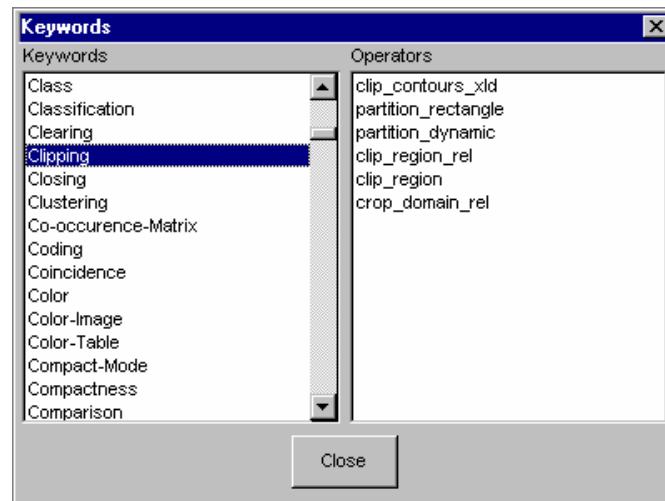 Keywords
Keywords
Operators
Class
Classification
Clearing
Clipping
Closing
Clustering
Co-occurence-Matrix
Coding
Coincidence
Color
Color-Image
Color-Table
Compact-Mode
Compactness
Comparison
clip_contours_xld
partition_rectangle
partition_dynamic
clip_region_rel
clip_region
crop_domain_rel
Close